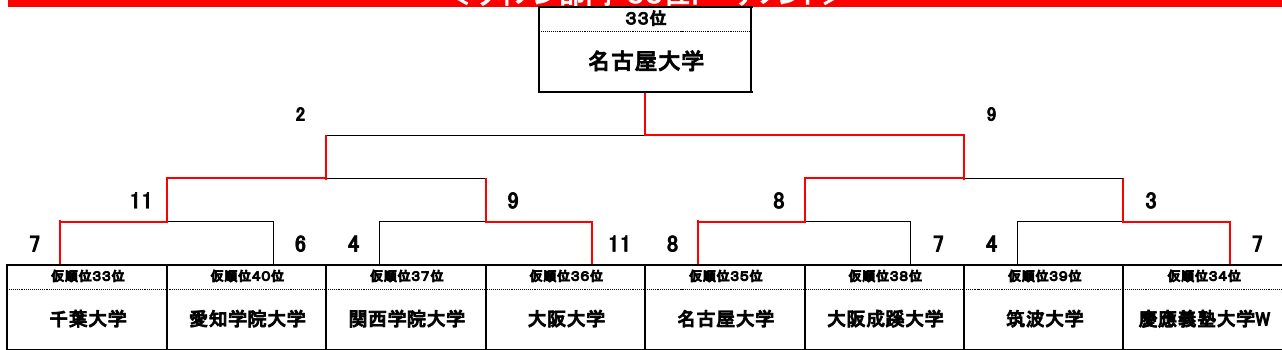 33位
名古屋大学
2 9
11 9 8 3
7 6 4 11 8 7 4 7
仮順位33位 仮順位40位 仮順位37位 仮順位36位 仮順位35位 仮順位38位 仮順位39位 仮順位34位
千葉大学 愛知学院大学 関西学院大学 大阪大学 名古屋大学 大阪成蹊大学 筑波大学 慶應義塾大学W